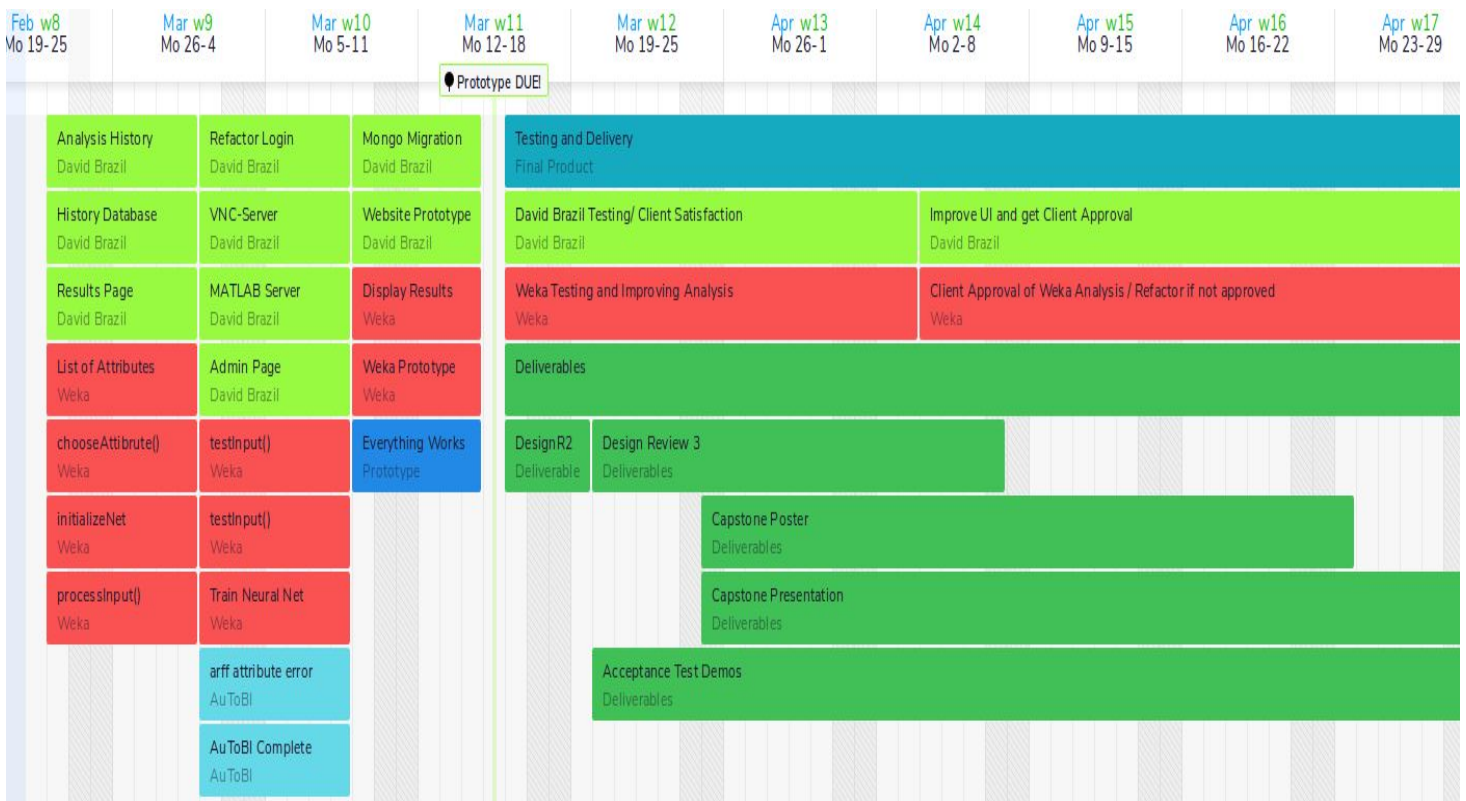 Feb w8
Mo 19-25
Mar w9
Mo 26-4
Mar w10
Mo 5-11
Mar w11
Mo 12-18
Mar w12
Mo 19-25
Apr w13
Mo 26-1
Apr w14
Mo 2-8
Apr w15
Mo 9-15
Apr w16
Mo 16-22
Apr w17
Mo 23-29
Prototype DUE!
Analysis History
David Brazil
Refactor Login
David Brazil
Mongo Migration
David Brazil
Testing and Delivery
Final Product
History Database
David Brazil
VNC-Server
David Brazil
Website Prototype
David Brazil
David Brazil Testing/ Client Satisfaction
David Brazil
Improve UI and get Client Approval
David Brazil
Results Page
David Brazil
MATLAB Server
David Brazil
Display Results
Weka
Weka Testing and Improving Analysis
Weka
Client Approval of Weka Analysis / Refactor if not approved
Weka
List of Attributes
Weka
Admin Page
David Brazil
Weka Prototype
Weka
Deliverables
chooseAttibrute()
Weka
testInput()
Weka
Everything Works
Prototype
DesignR2
Deliverable
Design Review 3
Deliverables
initializeNet
Weka
testInput()
Weka
Capstone Poster
Deliverables
processInput()
Weka
Train Neural Net
Weka
Capstone Presentation
Deliverables
arff attribute error
AuToBI
Acceptance Test Demos
Deliverables
AuToBI Complete
AuToBI